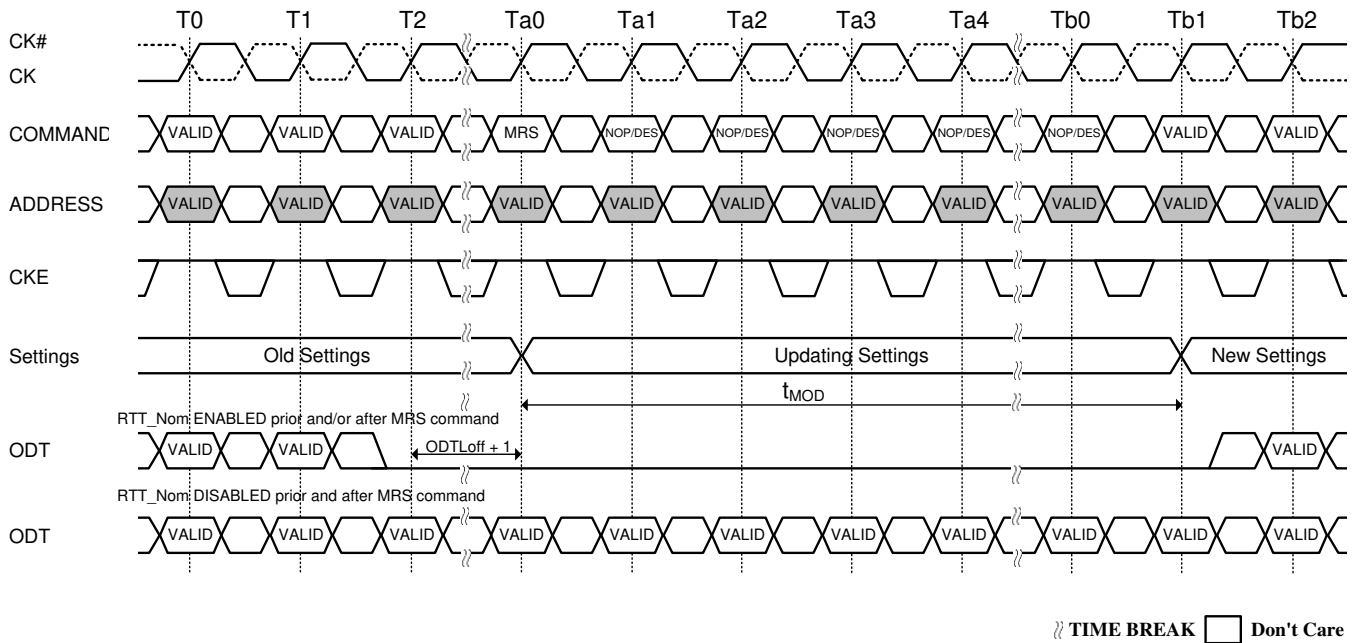 T0 T1 T2 Ta0 Ta1 Ta2 Ta3 Ta4 Tb0 Tb1 Tb2
CK#
CK
COMMAND VALID VALID VALID MRS NOP/DES NOP/DES NOP/DES NOP/DES NOP/DES VALID VALID
ADDRESS VALID VALID VALID VALID VALID VALID VALID VALID VALID VALID VALID
CKE
Settings Old Settings Updating Settings New Settings
tMOD
RTT_Nom ENABLED prior and/or after MRS command
ODT VALID VALID ODTLoff + 1 VALID
RTT_Nom DISABLED prior and after MRS command
ODT VALID VALID VALID VALID VALID VALID VALID VALID VALID VALID VALID
TIME BREAK Don't Care